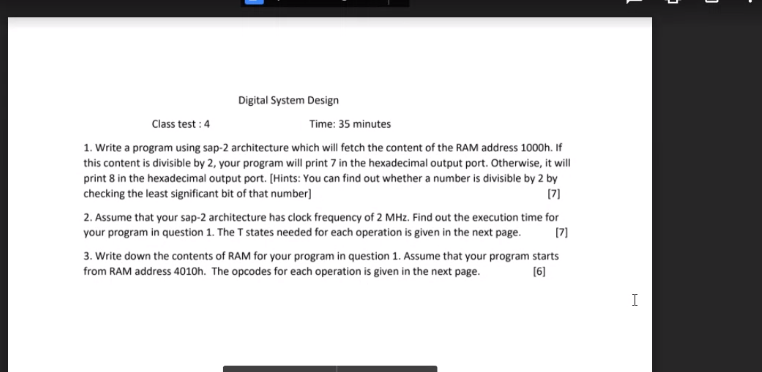 Digital System Design
Class test : 4 Time: 35 minutes
1. Write a program using sap-2 architecture which will fetch the content of the RAM address 1000h. If
this content is divisible by 2, your program will print 7 in the hexadecimal output port. Otherwise, it will
print 8 in the hexadecimal output port. [Hints: You can find out whether a number is divisible by 2 by
checking the least significant bit of that number] [7]
2. Assume that your sap-2 architecture has clock frequency of 2 MHz. Find out the execution time for
your program in question 1. The T states needed for each operation is given in the next page. [7]
3. Write down the contents of RAM for your program in question 1. Assume that your program starts
from RAM address 4010h. The opcodes for each operation is given in the next page. [6]